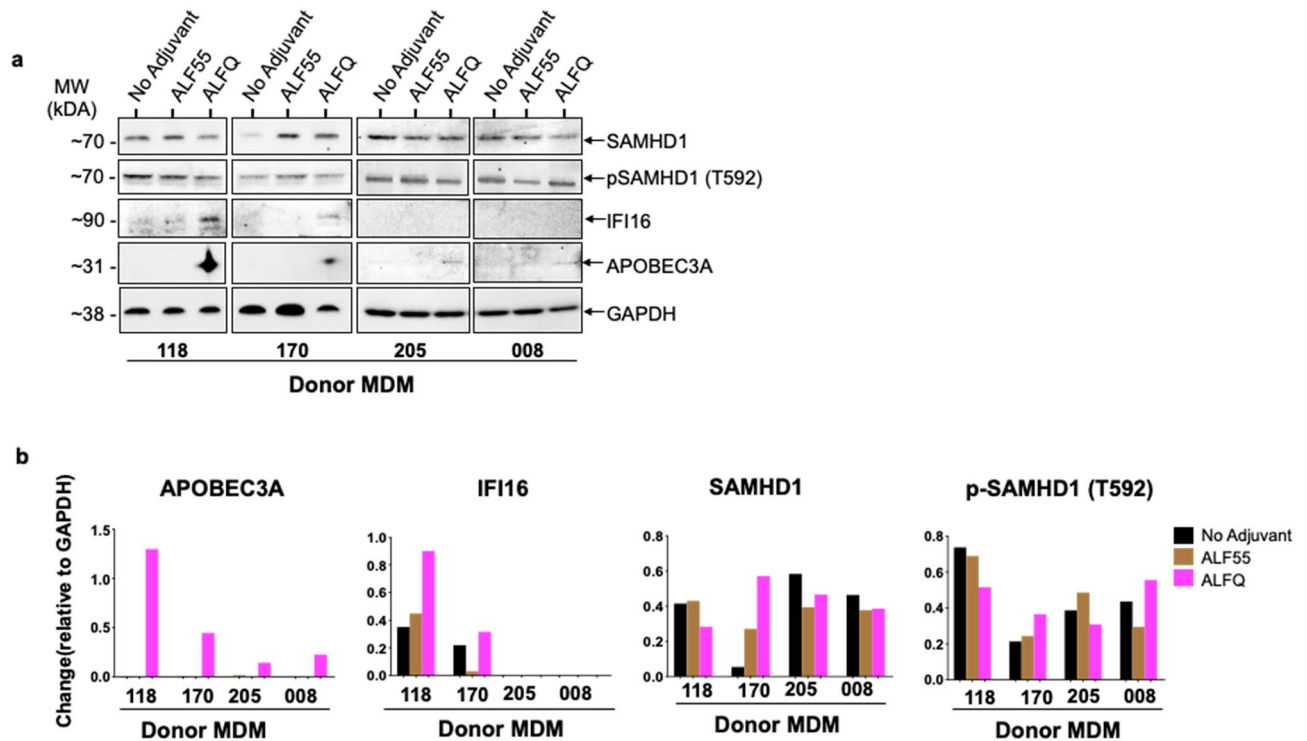 a
MW
(kDA)
No Adjuvant ALF55 ALFQ No Adjuvant ALF55 ALFQ No Adjuvant ALF55 ALFQ No Adjuvant ALF55 ALFQ
~70 - SAMHD1
~70 - pSAMHD1 (T592)
~90 - IFI16
~31 - APOBEC3A
~38 - GAPDH
118 170 205 008
Donor MDM
b
Change(relative to GAPDH)
APOBEC3A
1.5
1.0
0.5
0.0
118 170 205 008
Donor MDM
IFI16
1.0
0.8
0.6
0.4
0.2
0.0
118 170 205 008
Donor MDM
SAMHD1
0.8
0.6
0.4
0.2
0.0
118 170 205 008
Donor MDM
p-SAMHD1 (T592)
0.8
0.6
0.4
0.2
0.0
118 170 205 008
Donor MDM
No Adjuvant
ALF55
ALFQ